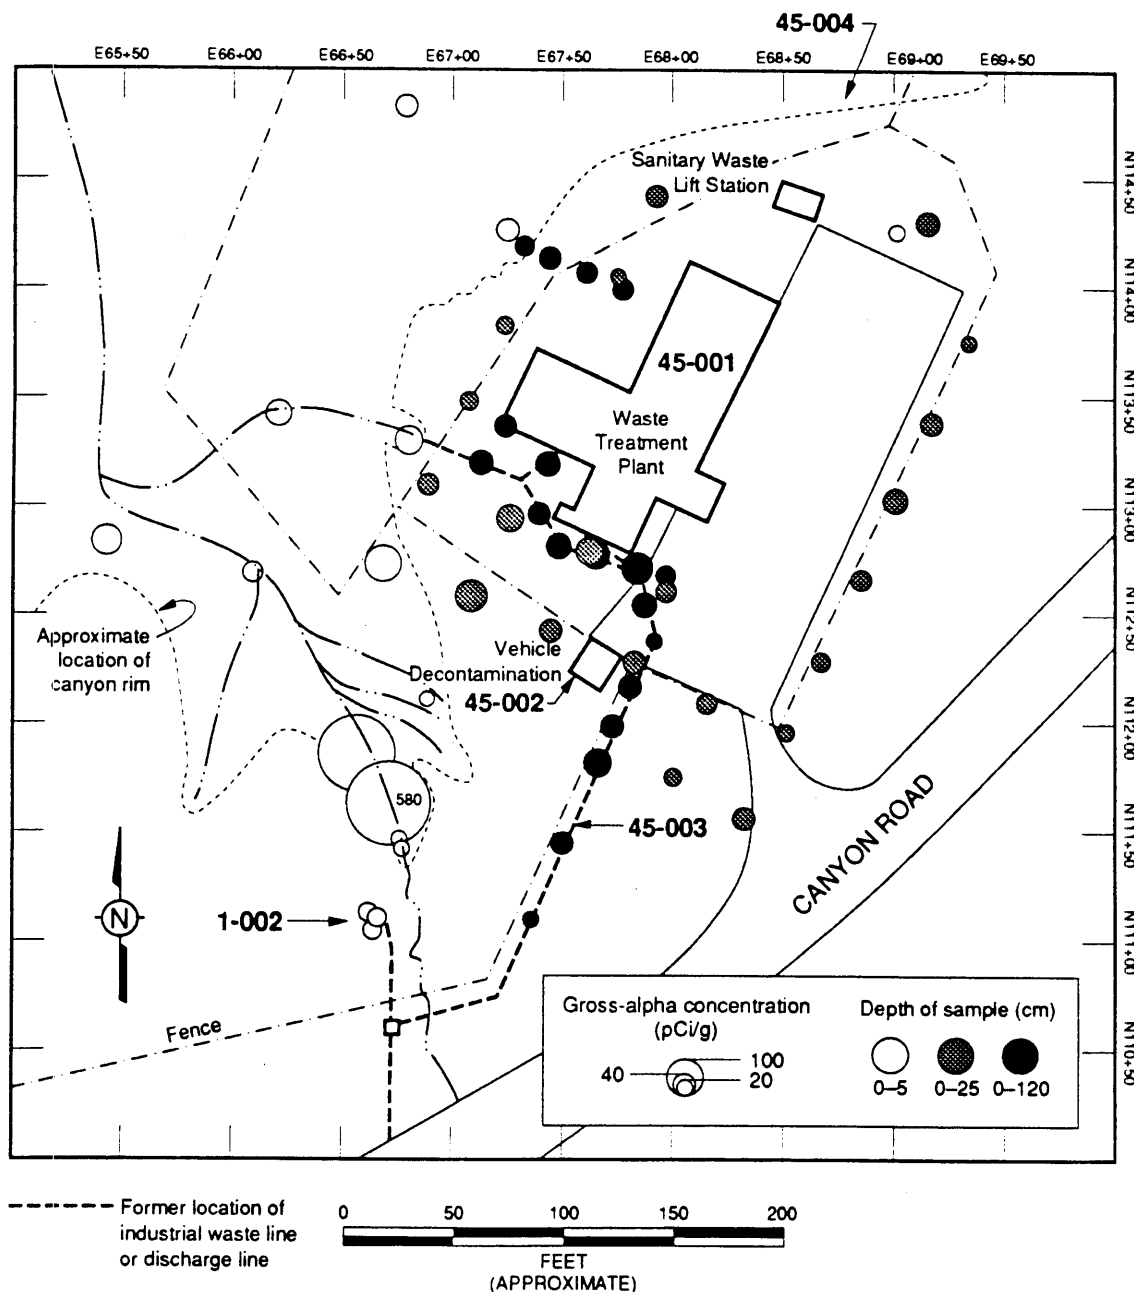 45-004
E65+50 E66+00 E66+50 E67+00 E67+50 E68+00 E68+50 E69+00 E69+50
N114+50
N114+00
N113+50
N113+00
N112+50
N112+00
N111+50
N111+00
N110+50
Sanitary Waste
Lift Station
45-001
Waste
Treatment
Plant
Approximate
location of
canyon rim
Vehicle
Decontamination
45-002
580
45-003
CANYON ROAD
1-002
N
Fence
Gross-alpha concentration
(pCi/g)
100
40
20
Depth of sample (cm)
0–5 0–25 0–120
Former location of
industrial waste line
or discharge line
0 50 100 150 200
FEET
(APPROXIMATE)